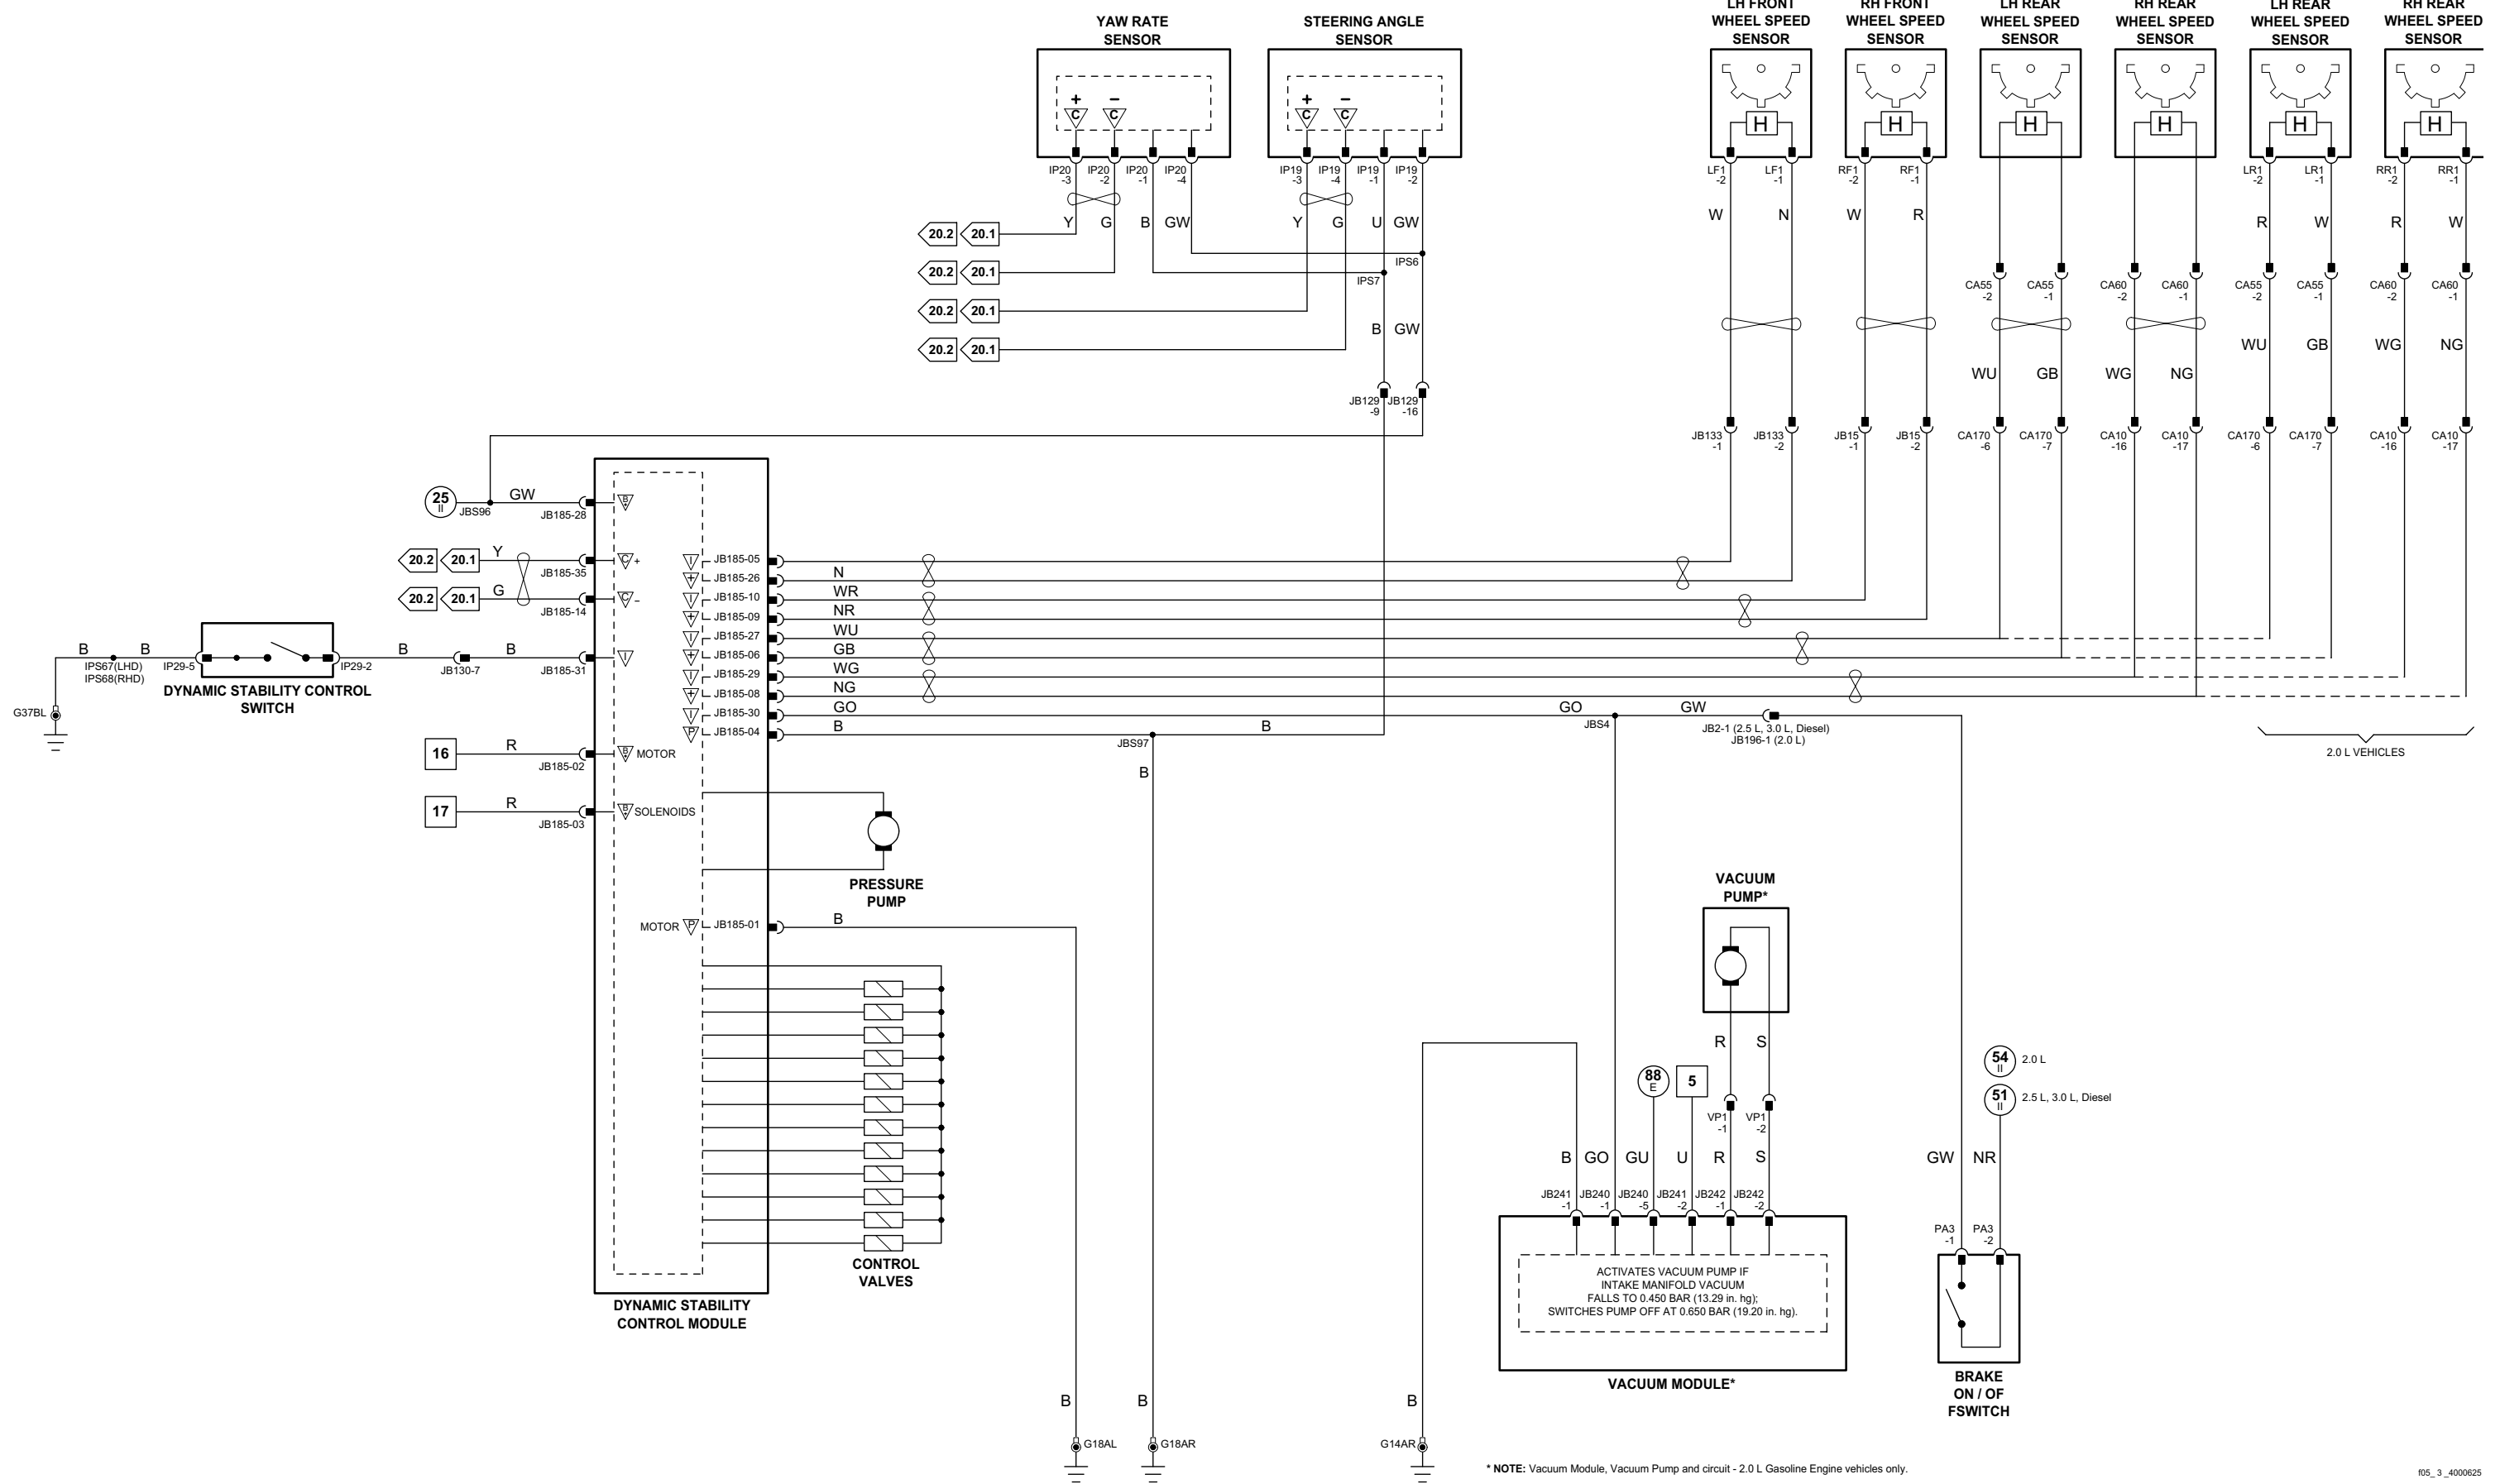 YAW RATE
SENSOR
STEERING ANGLE
SENSOR
LH FRONT
WHEEL SPEED
SENSOR
RH FRONT
WHEEL SPEED
SENSOR
LH REAR
WHEEL SPEED
SENSOR
RH REAR
WHEEL SPEED
SENSOR
LH REAR
WHEEL SPEED
SENSOR
RH REAR
WHEEL SPEED
SENSOR
+ − + −
C C C C
H H H H H H
IP20 -3
IP20 -2
IP20 -1
IP20 -4
IP19 -3
IP19 -4
IP19 -1
IP19 -2
LF1 -2
LF1 -1
RF1 -2
RF1 -1
LR1 -2
LR1 -1
RR1 -2
RR1 -1
Y G B GW Y G U GW
W N W R R W R W
20.2 20.1
20.2 20.1
20.2 20.1
20.2 20.1
IPS6
IPS7
B GW
CA55 -2
CA55 -1
CA60 -2
CA60 -1
CA55 -2
CA55 -1
CA60 -2
CA60 -1
WU GB WG NG
WU GB WG NG
JB129 -9
JB129 -16
JB133 -1
JB133 -2
JB15 -1
JB15 -2
CA170 -6
CA170 -7
CA10 -16
CA10 -17
CA170 -6
CA170 -7
CA10 -16
CA10 -17
25 II
JBS96
GW
JB185-28
B+
20.2 20.1 Y
JB185-35
C +
20.2 20.1 G
JB185-14
C −
I JB185-05
+ JB185-26 N
I JB185-10 WR
+ JB185-09 NR
I JB185-27 WU
+ JB185-06 GB
I JB185-29 WG
+ JB185-08 NG
I JB185-30 GO
P JB185-04 B
B B
IPS67(LHD)
IPS68(RHD)
IP29-5
IP29-2
B
JB130-7
B
JB185-31
I
DYNAMIC STABILITY CONTROL
SWITCH
G37BL
GO
JBS4
GW
JB2-1 (2.5 L, 3.0 L, Diesel)
JB196-1 (2.0 L)
JBS97
B
B
2.0 L VEHICLES
16 R
JB185-02
B+ MOTOR
17 R
JB185-03
B+ SOLENOIDS
PRESSURE
PUMP
MOTOR P JB185-01 B
CONTROL
VALVES
DYNAMIC STABILITY
CONTROL MODULE
VACUUM
PUMP*
R S
88 E
5
VP1 -1
VP1 -2
54 II 2.0 L
51 II 2.5 L, 3.0 L, Diesel
B GO GU U R S
GW NR
JB241 -1
JB240 -1
JB240 -5
JB241 -2
JB242 -1
JB242 -2
PA3 -1
PA3 -2
ACTIVATES VACUUM PUMP IF
INTAKE MANIFOLD VACUUM
FALLS TO 0.450 BAR (13.29 in. hg);
SWITCHES PUMP OFF AT 0.650 BAR (19.20 in. hg).
VACUUM MODULE*
BRAKE
ON / OF
FSWITCH
B B B
G18AL
G18AR
G14AR
* NOTE: Vacuum Module, Vacuum Pump and circuit - 2.0 L Gasoline Engine vehicles only.
f05_ 3 _4000625